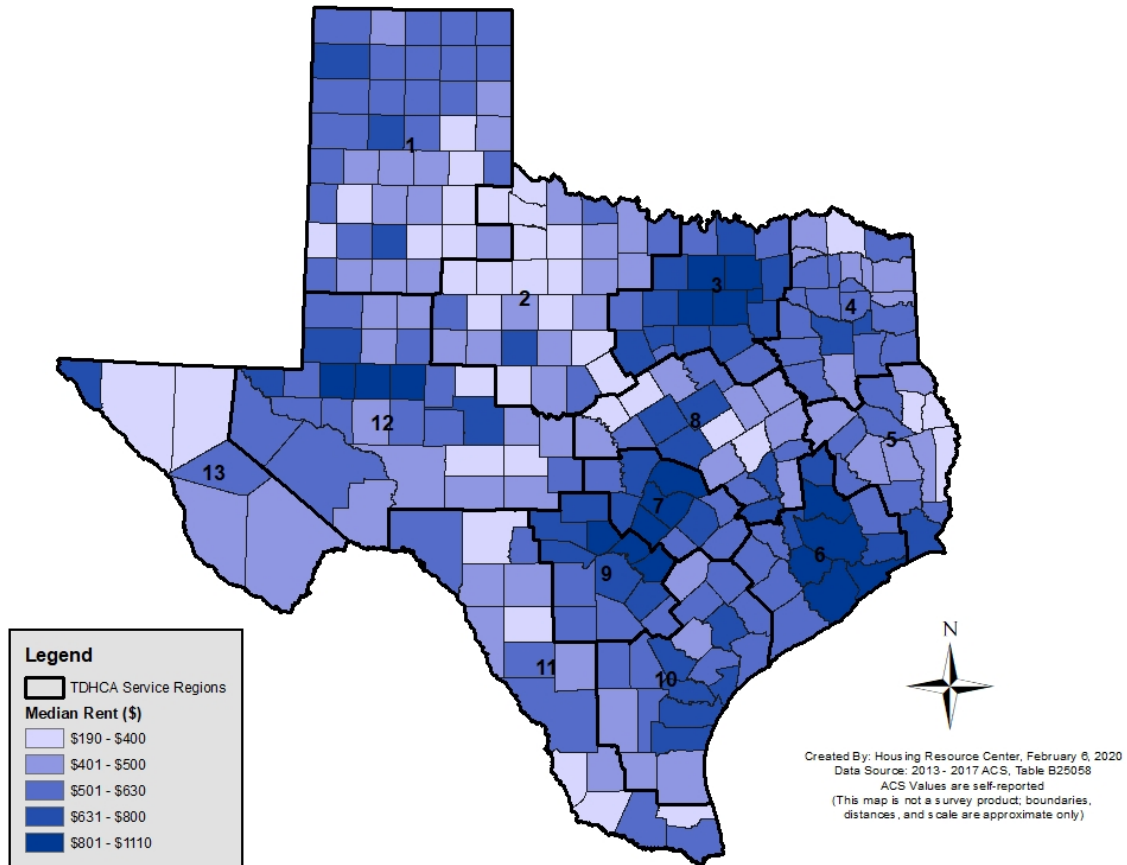 1
2
3
4
5
6
7
8
9
10
11
12
13
Legend
TDHCA Service Regions
Median Rent ($)
$190 - $400
$401 - $500
$501 - $630
$631 - $800
$801 - $1110
N
Created By: Housing Resource Center, February 6, 2020
Data Source: 2013 - 2017 ACS, Table B25058
ACS Values are self-reported
(This map is not a survey product; boundaries,
distances, and scale are approximate only)